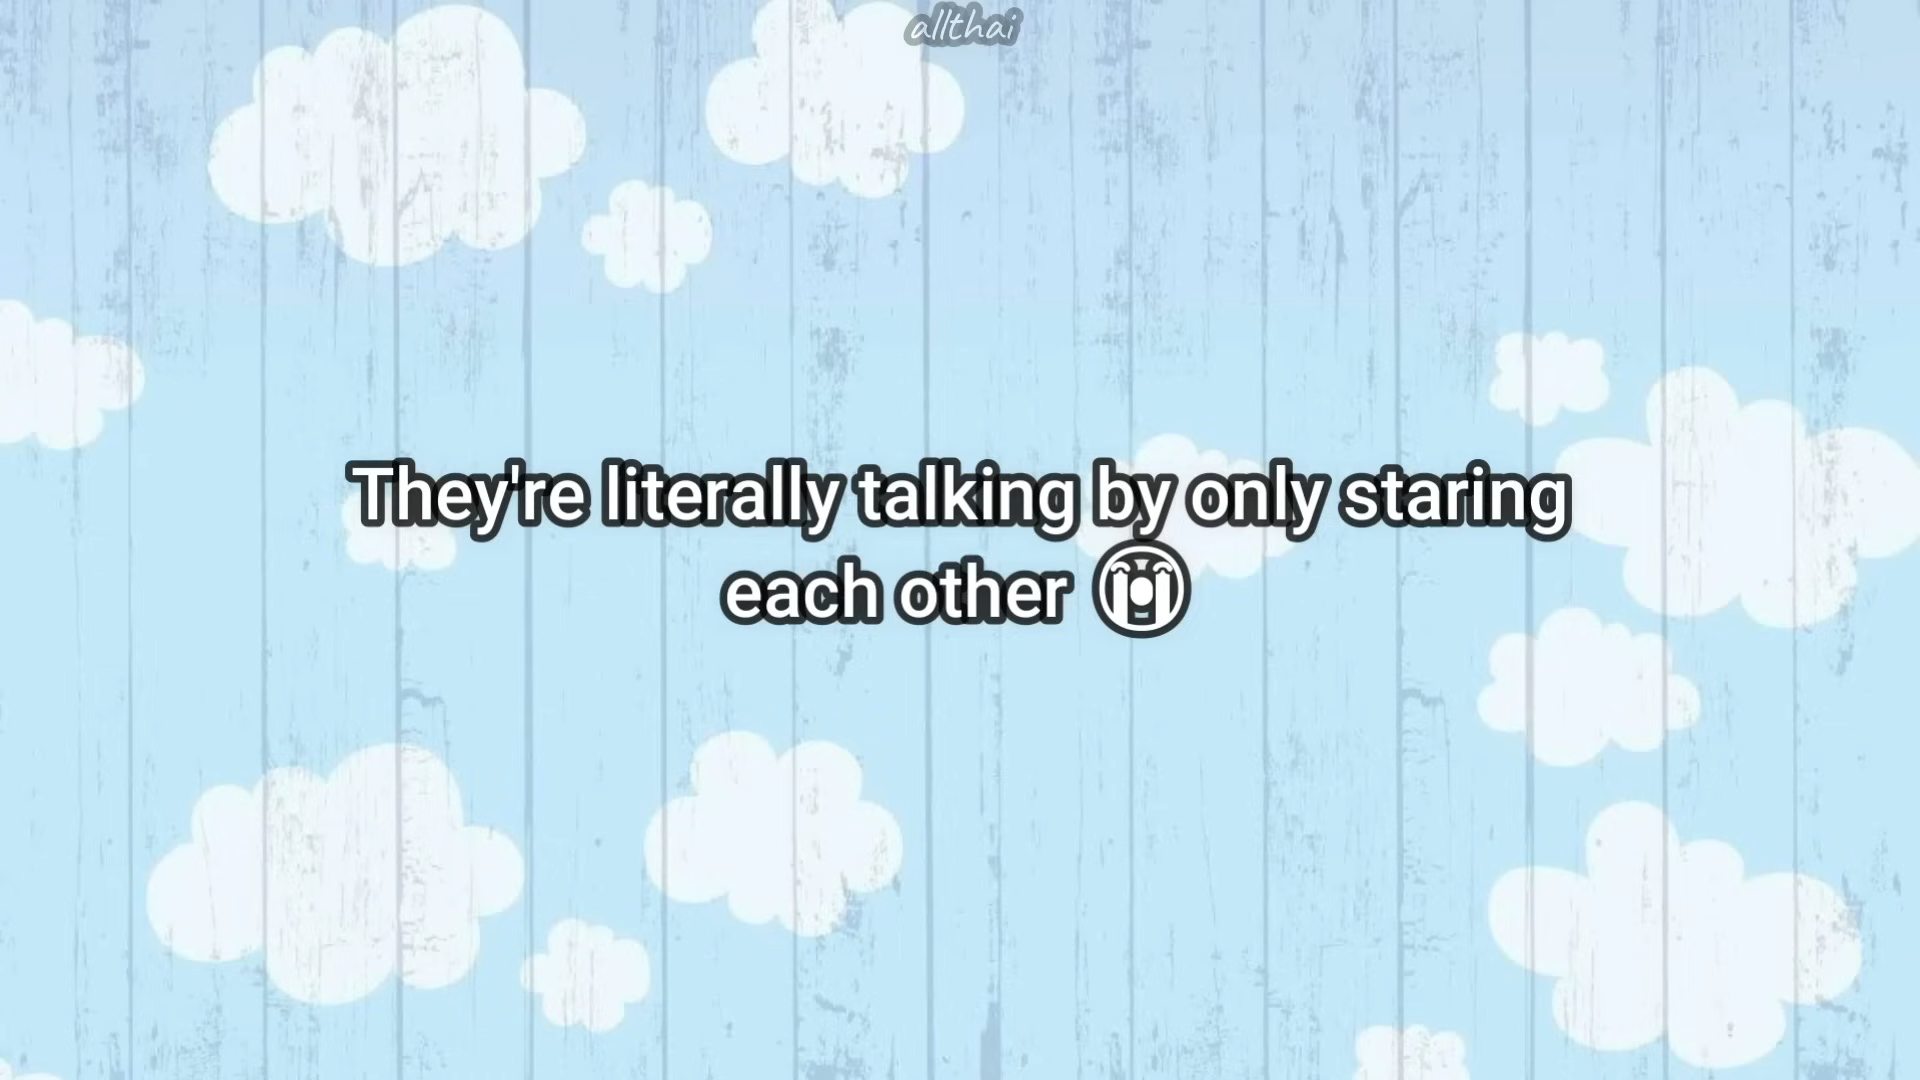 allthai
They're literally talking by only staring
each other 😭